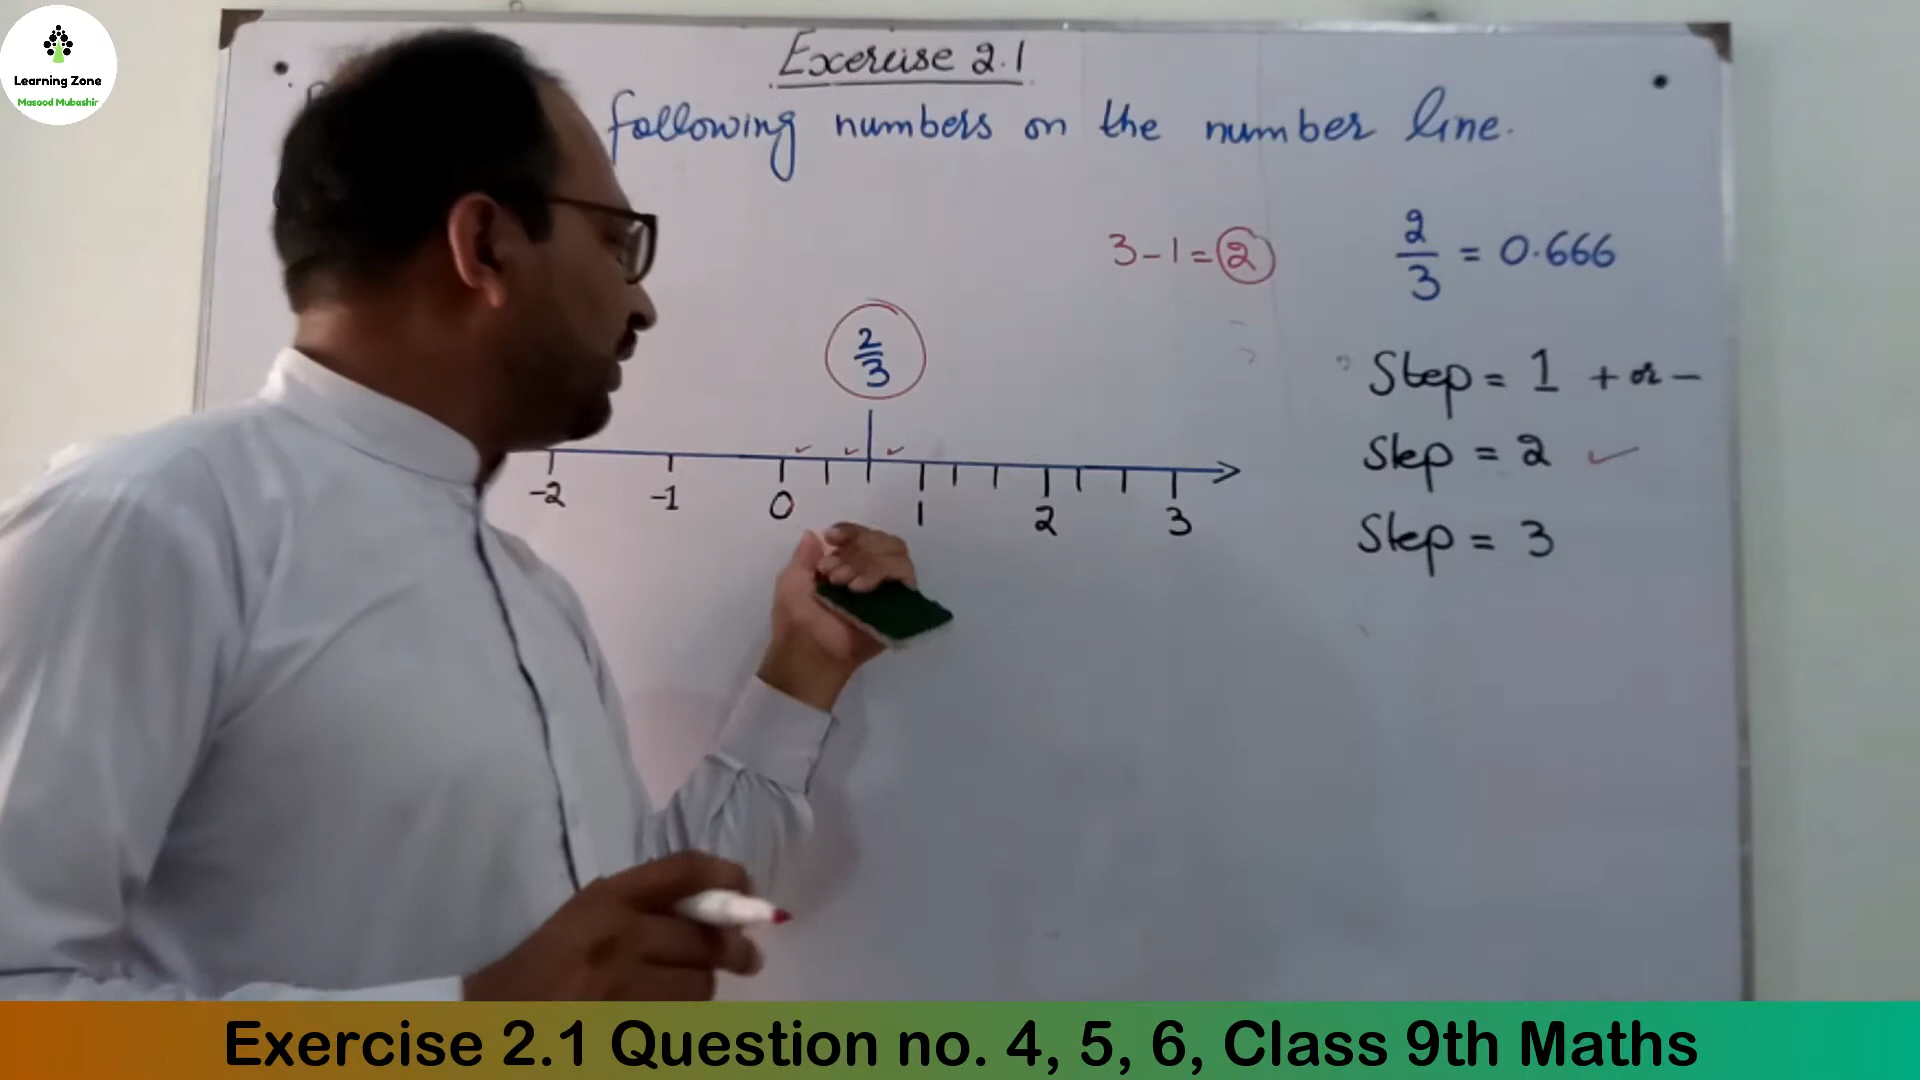 Learning Zone
Masood Mubashir
Excercise 2.1
following numbers on the number line.
3-1=2
2/3 = 0.666
2/3
Step = 1 + or -
Step = 2 ✓
Step = 3
-2 -1 0 1 2 3
Exercise 2.1 Question no. 4, 5, 6, Class 9th Maths